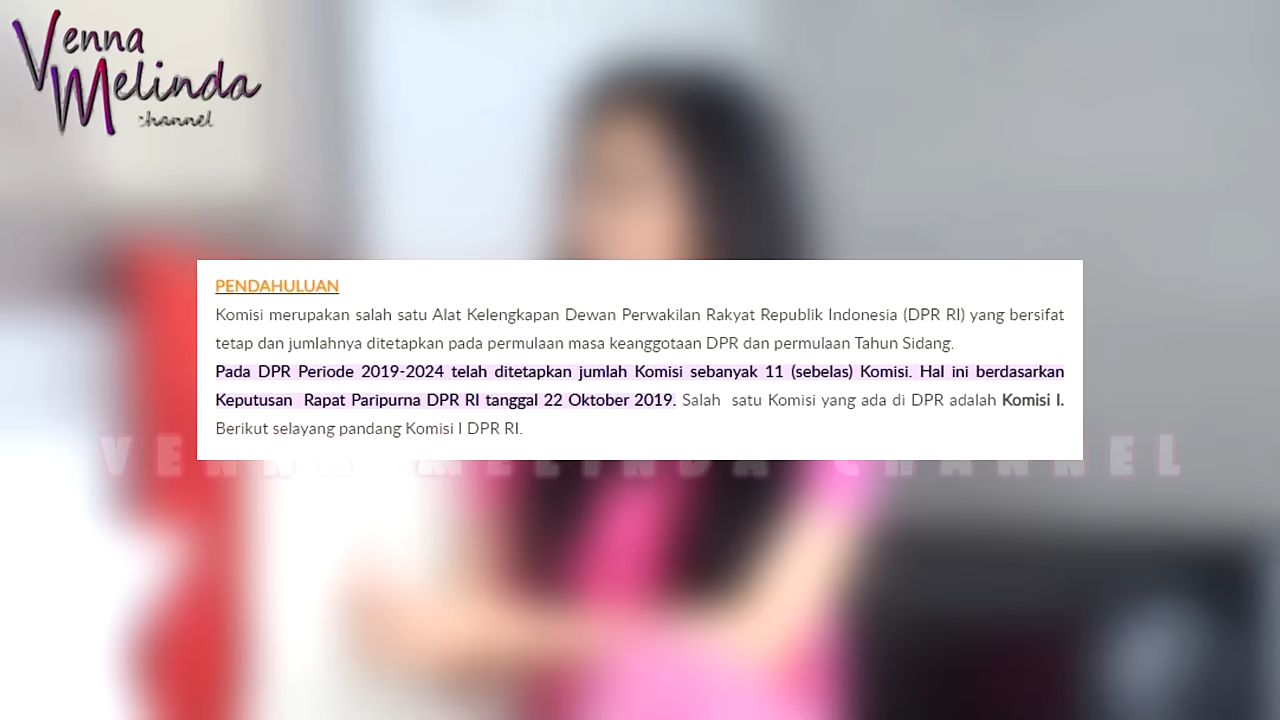 Venna
Melinda
channel
PENDAHULUAN
Komisi merupakan salah satu Alat Kelengkapan Dewan Perwakilan Rakyat Republik Indonesia (DPR RI) yang bersifat
tetap dan jumlahnya ditetapkan pada permulaan masa keanggotaan DPR dan permulaan Tahun Sidang.
Pada DPR Periode 2019-2024 telah ditetapkan jumlah Komisi sebanyak 11 (sebelas) Komisi. Hal ini berdasarkan
Keputusan Rapat Paripurna DPR RI tanggal 22 Oktober 2019. Salah satu Komisi yang ada di DPR adalah Komisi I.
Berikut selayang pandang Komisi I DPR RI.
VENNA MELINDA CHANNEL